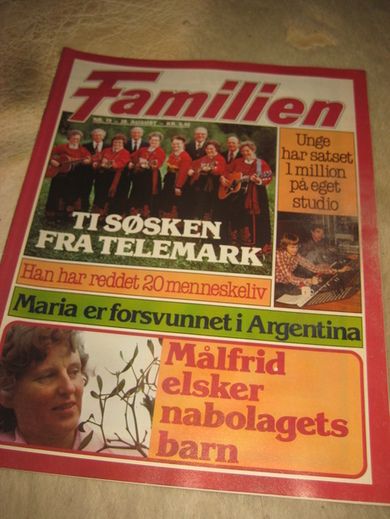 Familien
TI SØSKEN
FRA TELEMARK
Unge
har satset
1 million
på eget
studio
Han har reddet 20 menneskeliv
Maria er forsvunnet i Argentina
Målfrid
elsker
nabolagets
barn